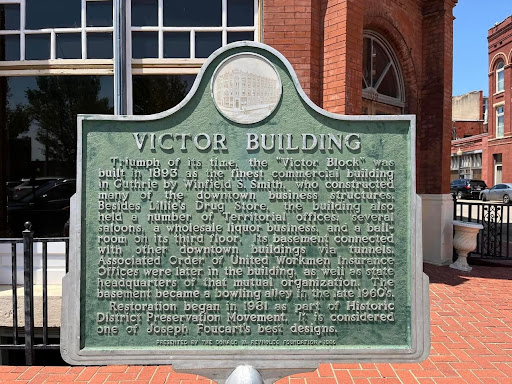 VICTOR BUILDING
Triumph of its time, the "Victor Block" was
built in 1893 as the finest commercial building
in Guthrie by Winfield S. Smith, who constructed
many of the downtown business structures.
Besides Lillie's Drug Store, the building also
held a number of Territorial offices, several
saloons, a wholesale liquor business, and a ball-
room on its third floor. Its basement connected
with other downtown buildings via tunnels.
Associated Order of United Workmen Insurance
Offices were later in the building, as well as state
headquarters of that mutual organization. The
basement became a bowling alley in the late 1960's.
Restoration began in 1981 as part of Historic
District Preservation Movement. It is considered
one of Joseph Foucart's best designs.
PRESENTED BY THE DONALD W. REYNOLDS FOUNDATION